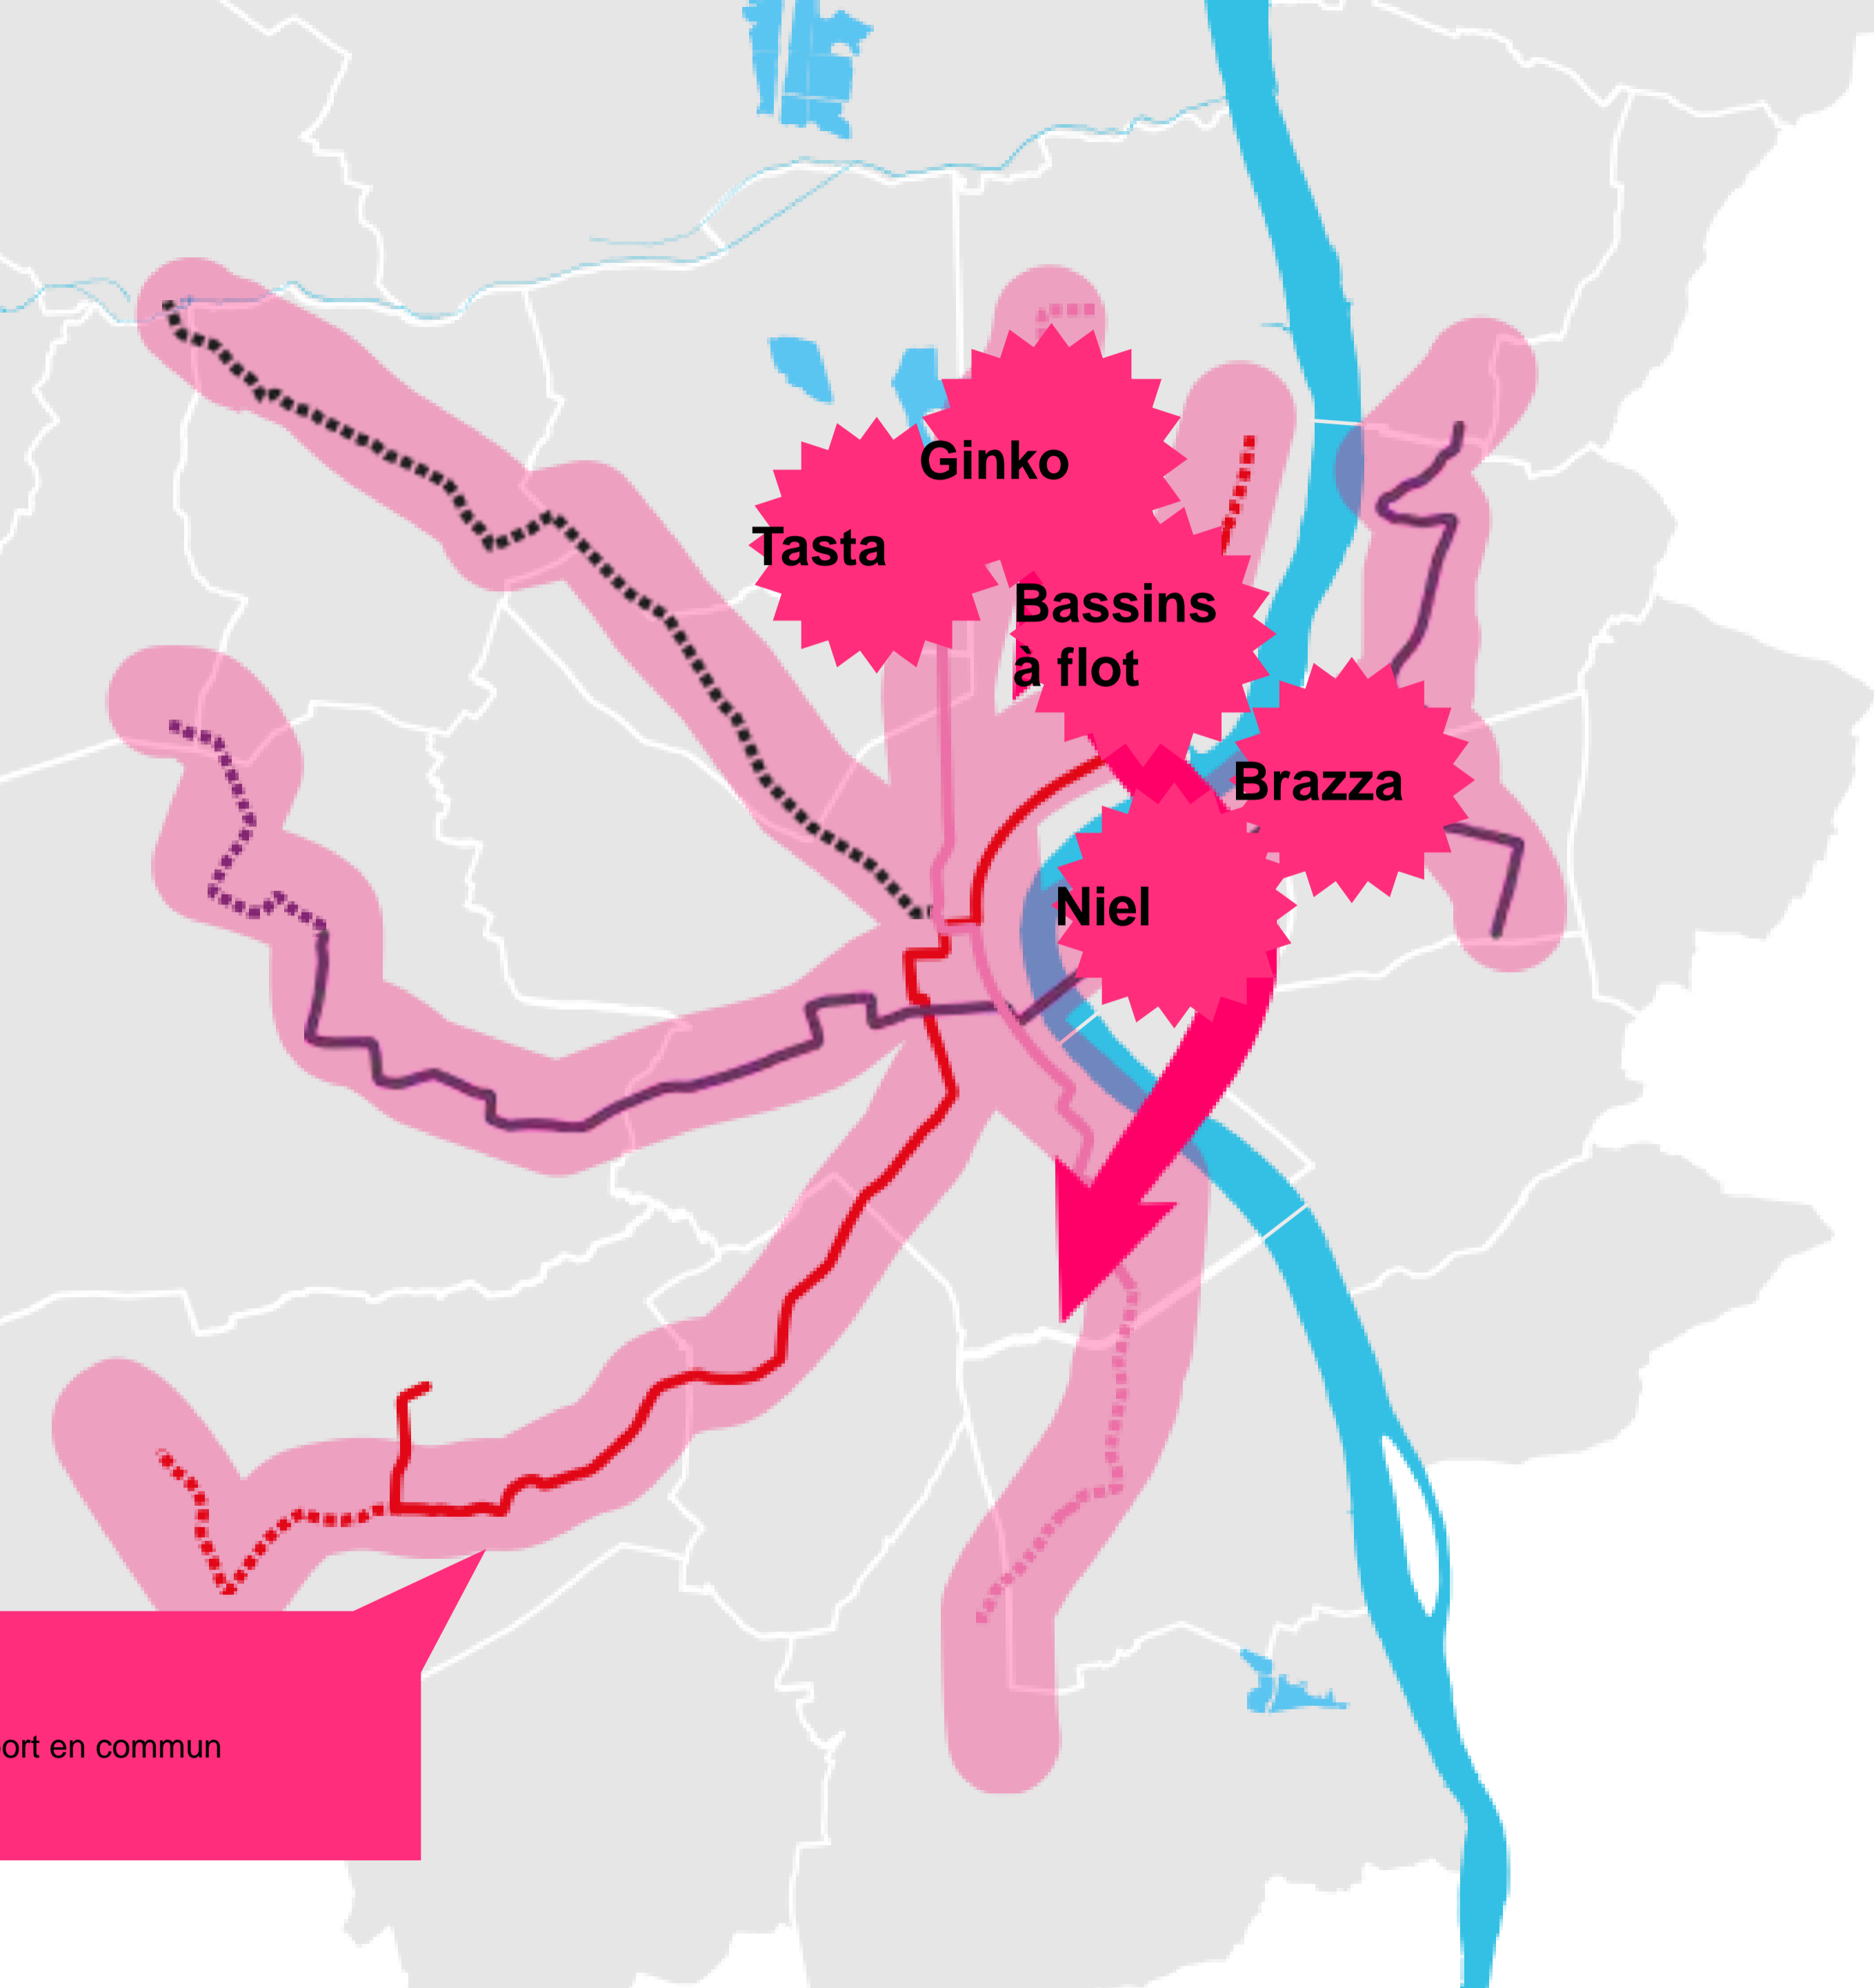 Ginko
Tasta
Bassins
à flot
Brazza
Niel
ort en commun